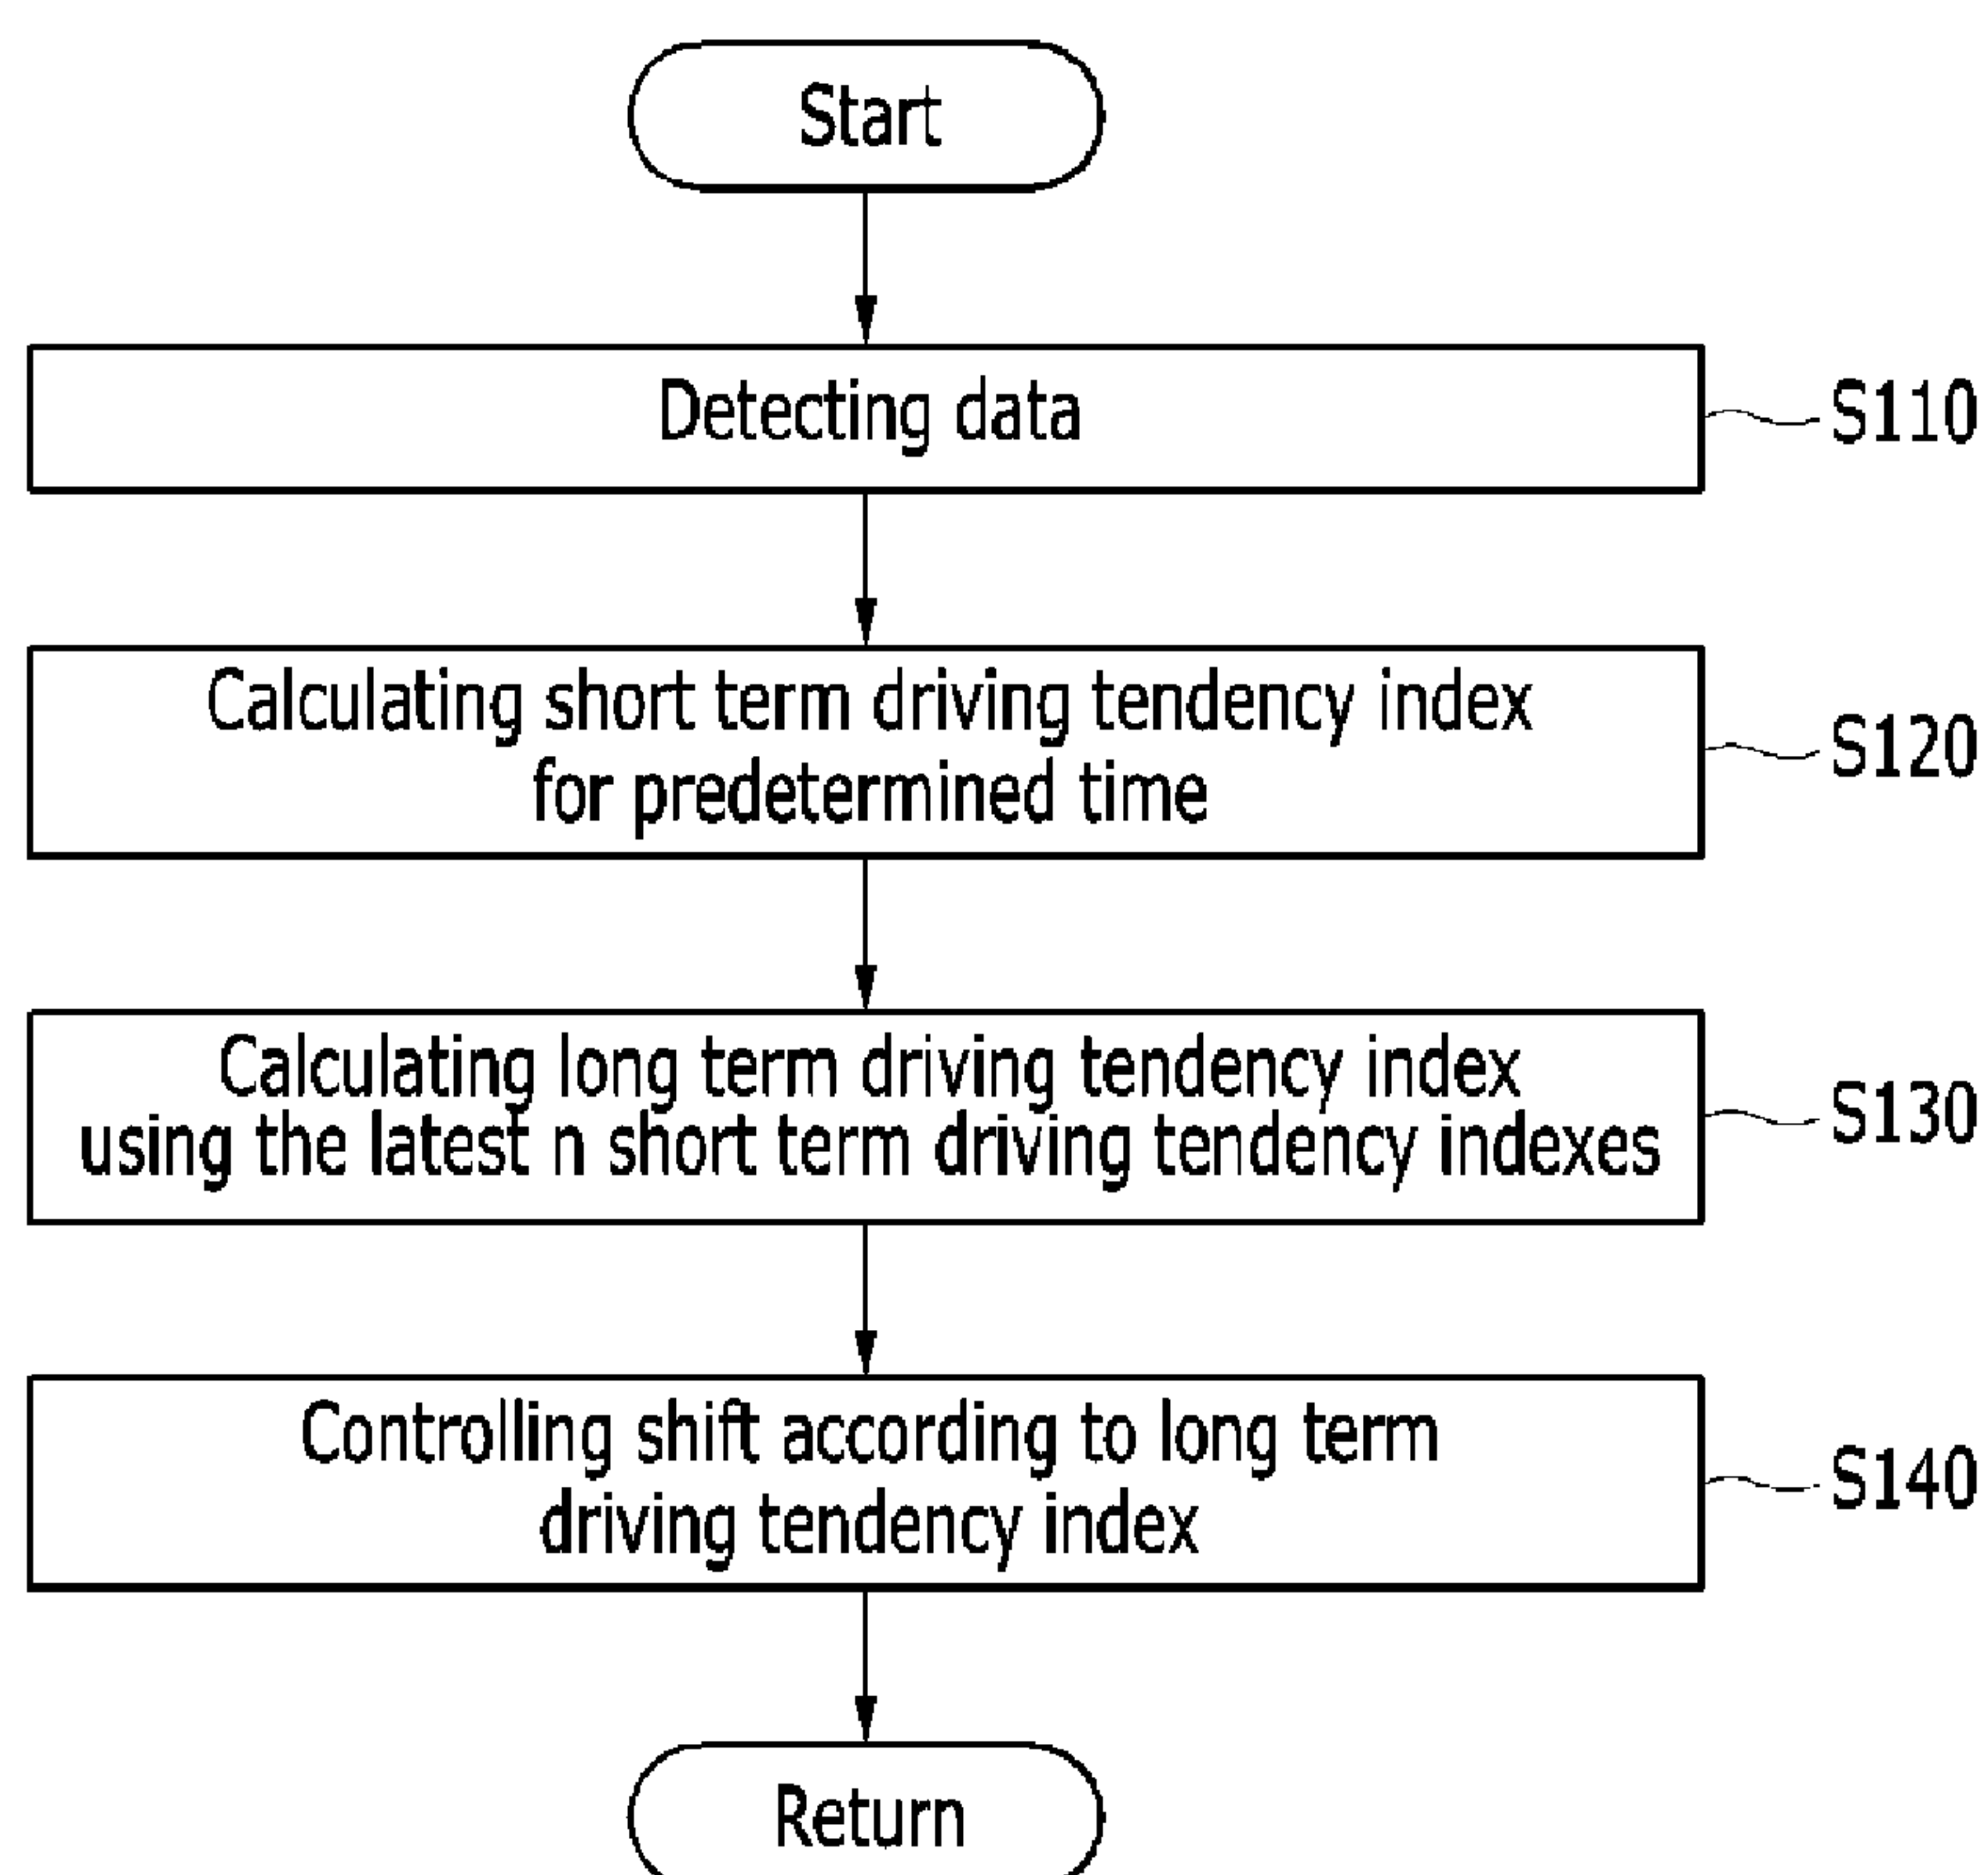 Start
Detecting data
S110
Calculating short term driving tendency index
for predetermined time
S120
Calculating long term driving tendency index
using the latest n short term driving tendency indexes
S130
Controlling shift according to long term
driving tendency index
S140
Return